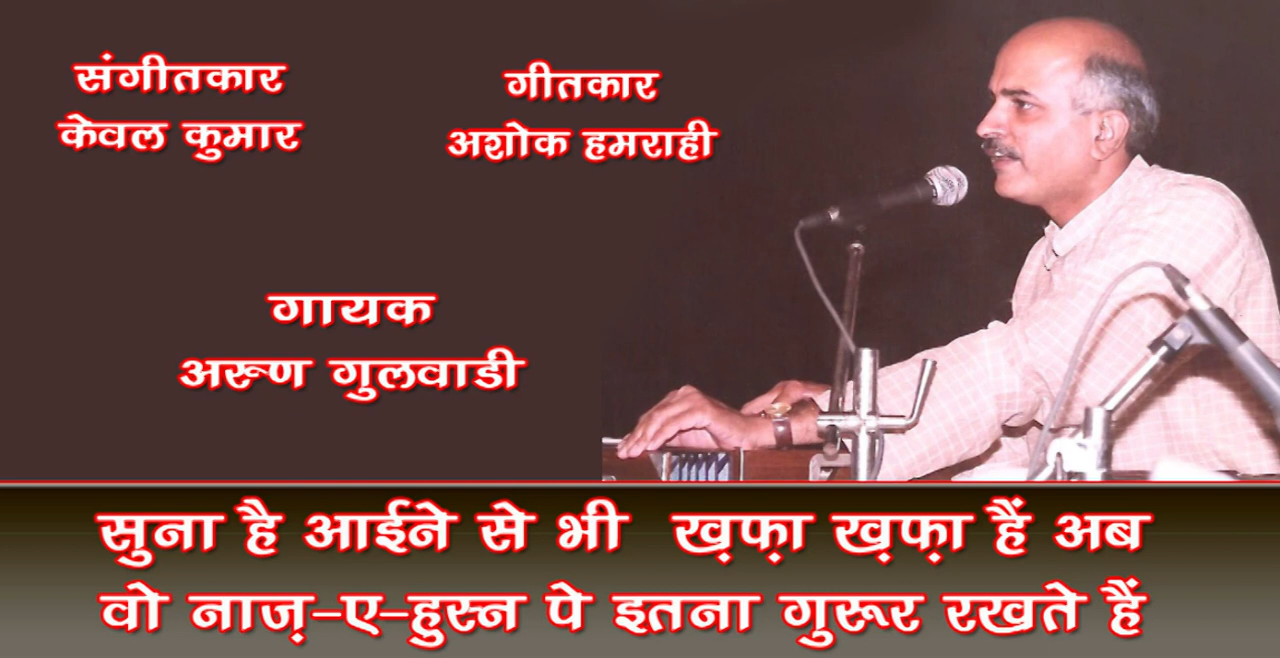 संगीतकार
केवल कुमार
गीतकार
अशोक हमराही
गायक
अरूण गुलवाडी
सुना है आईने से भी ख़फ़ा ख़फ़ा हैं अब
वो नाज़-ए-हुस्न पे इतना गुरूर रखते हैं